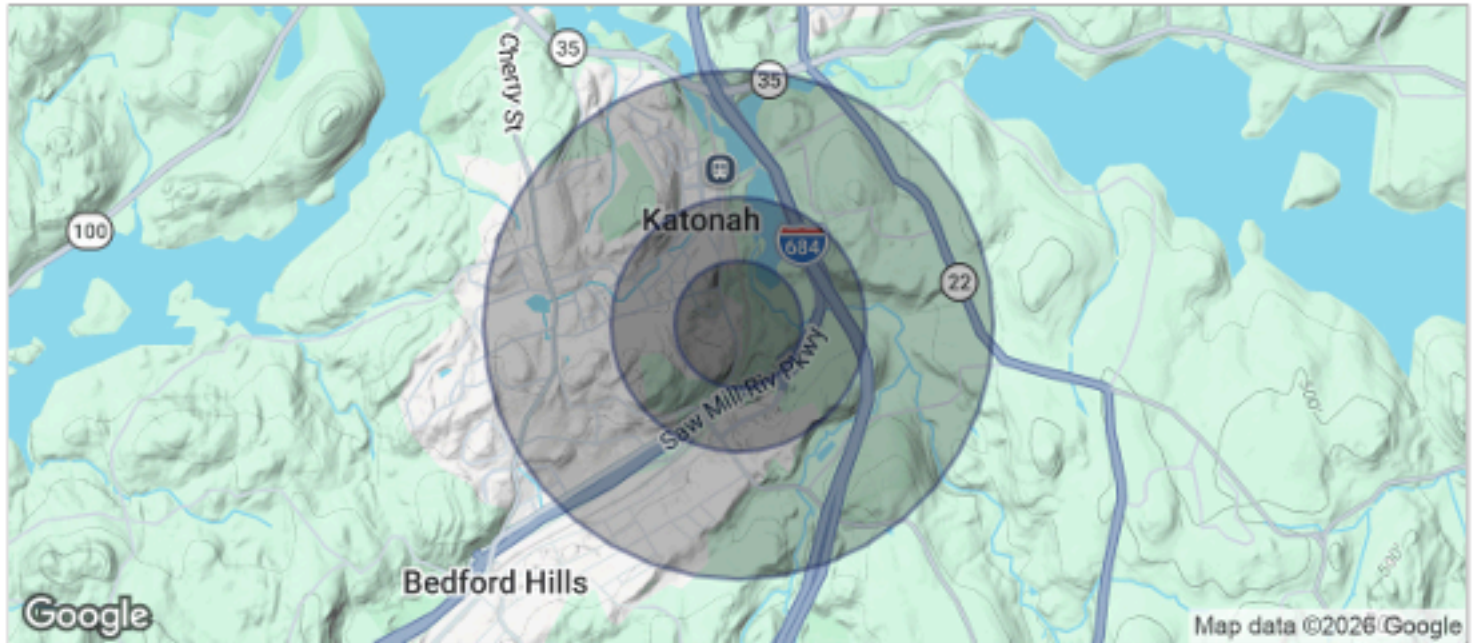 35
Cherry St
35
Katonah
100
684
22
Saw Mill Riv Pkwy
500'
500'
Bedford Hills
Google
Map data ©2026 Google